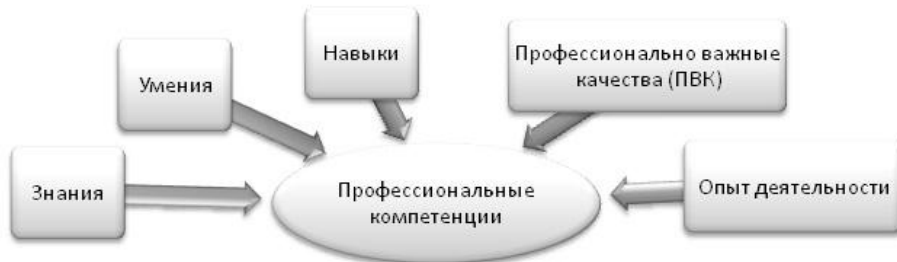 Навыки
Профессионально важные
качества (ПВК)
Умения
Знания
Профессиональные
компетенции
Опыт деятельности